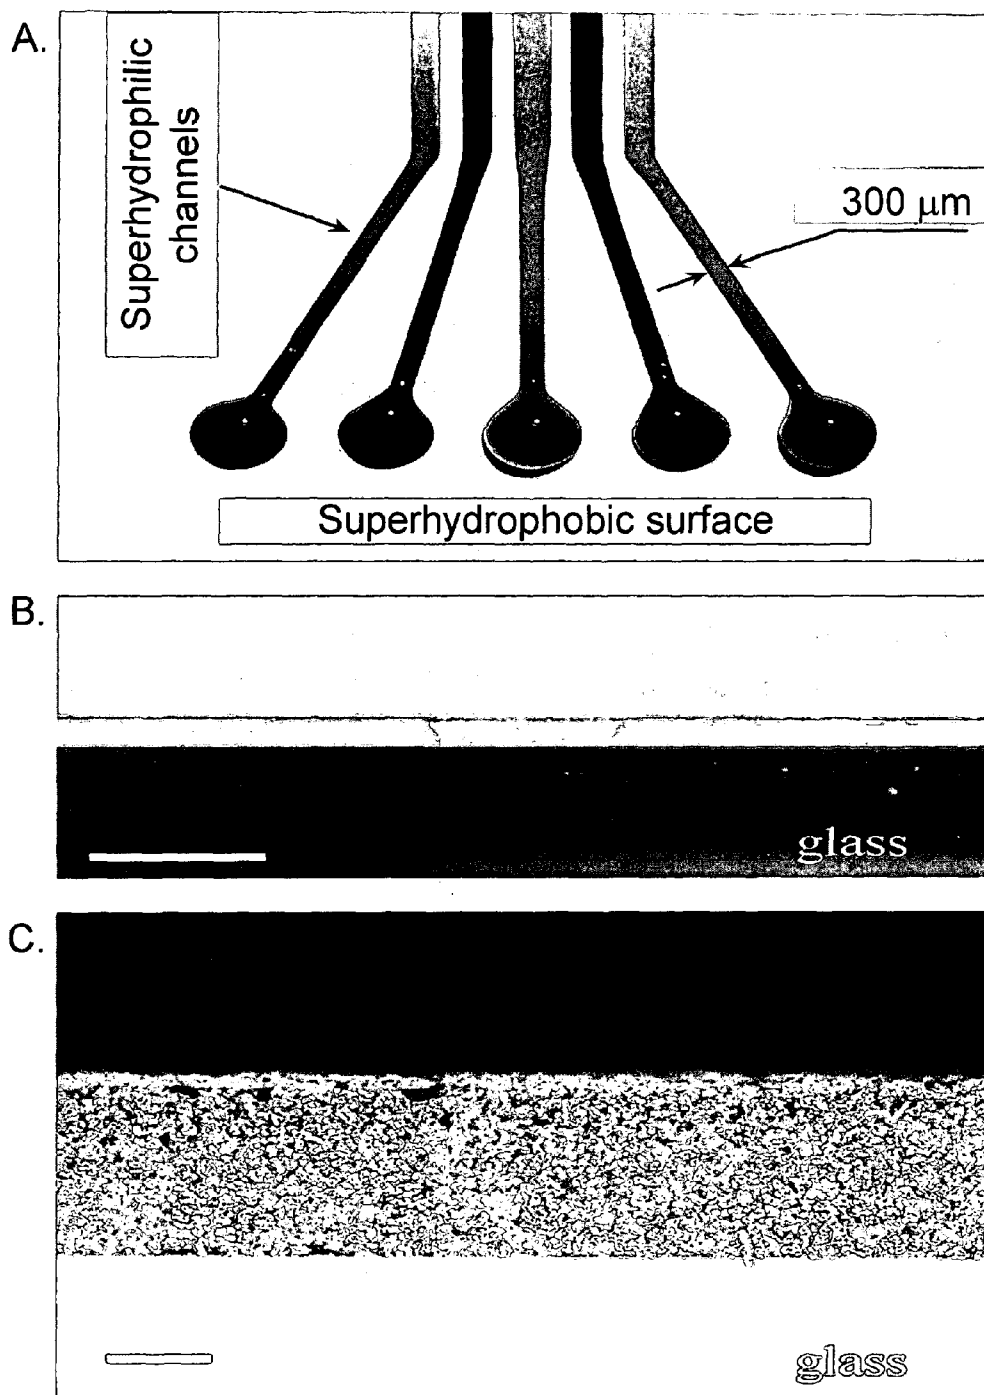 A.
Superhydrophilic
channels
300 μm
Superhydrophobic surface
B.
glass
C.
glass